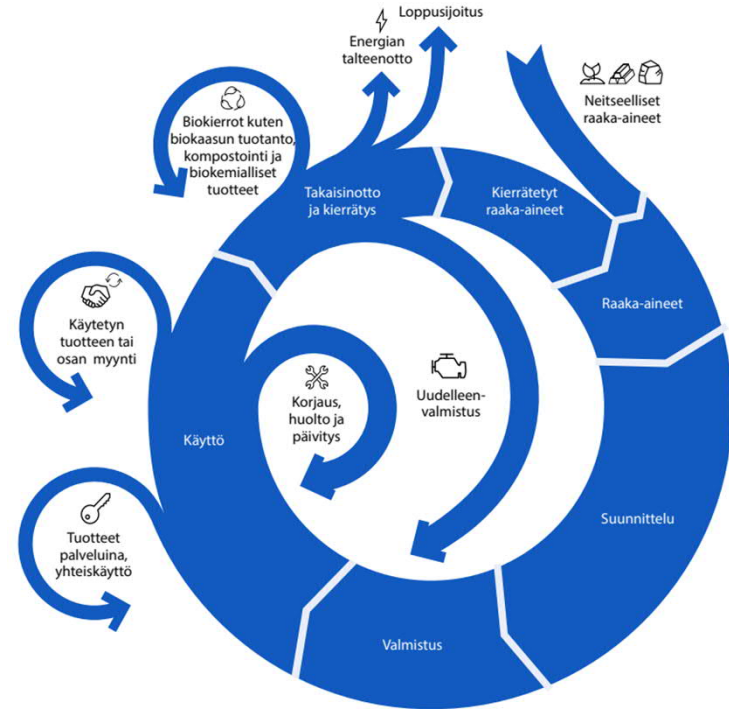 Loppusijoitus
Energian
talteenotto
Neitseelliset
raaka-aineet
Biokierrot kuten
biokaasun tuotanto,
kompostointi ja
biokemialliset
tuotteet
Takaisinotto
ja kierrätys
Kierrätetyt
raaka-aineet
Raaka-aineet
Käytetyn
tuotteen tai
osan myynti
Korjaus,
huolto ja
päivitys
Uudelleen-
valmistus
Käyttö
Suunnittelu
Tuotteet
palveluina,
yhteiskäyttö
Valmistus